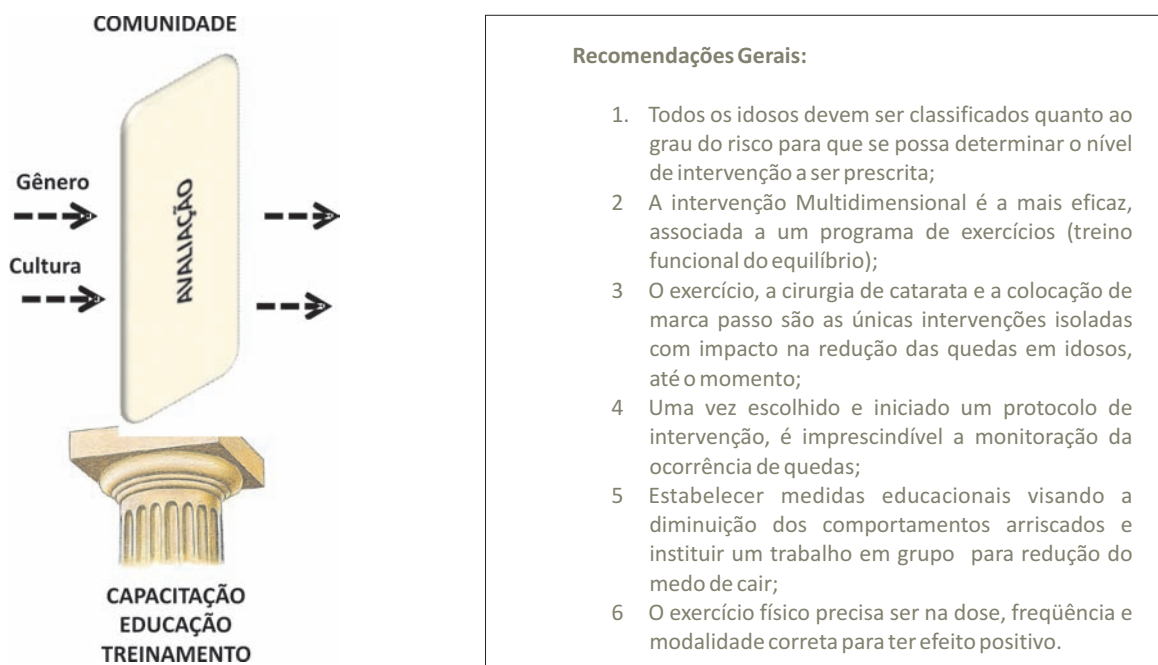 COMUNIDADE
Gênero
Cultura
AVALIAÇÃO
CAPACITAÇÃO
EDUCAÇÃO
TREINAMENTO
Recomendações Gerais:
1. Todos os idosos devem ser classificados quanto ao
grau do risco para que se possa determinar o nível
de intervenção a ser prescrita;
2 A intervenção Multidimensional é a mais eficaz,
associada a um programa de exercícios (treino
funcional do equilíbrio);
3 O exercício, a cirurgia de catarata e a colocação de
marca passo são as únicas intervenções isoladas
com impacto na redução das quedas em idosos,
até o momento;
4 Uma vez escolhido e iniciado um protocolo de
intervenção, é imprescindível a monitoração da
ocorrência de quedas;
5 Estabelecer medidas educacionais visando a
diminuição dos comportamentos arriscados e
instituir um trabalho em grupo para redução do
medo de cair;
6 O exercício físico precisa ser na dose, freqüência e
modalidade correta para ter efeito positivo.